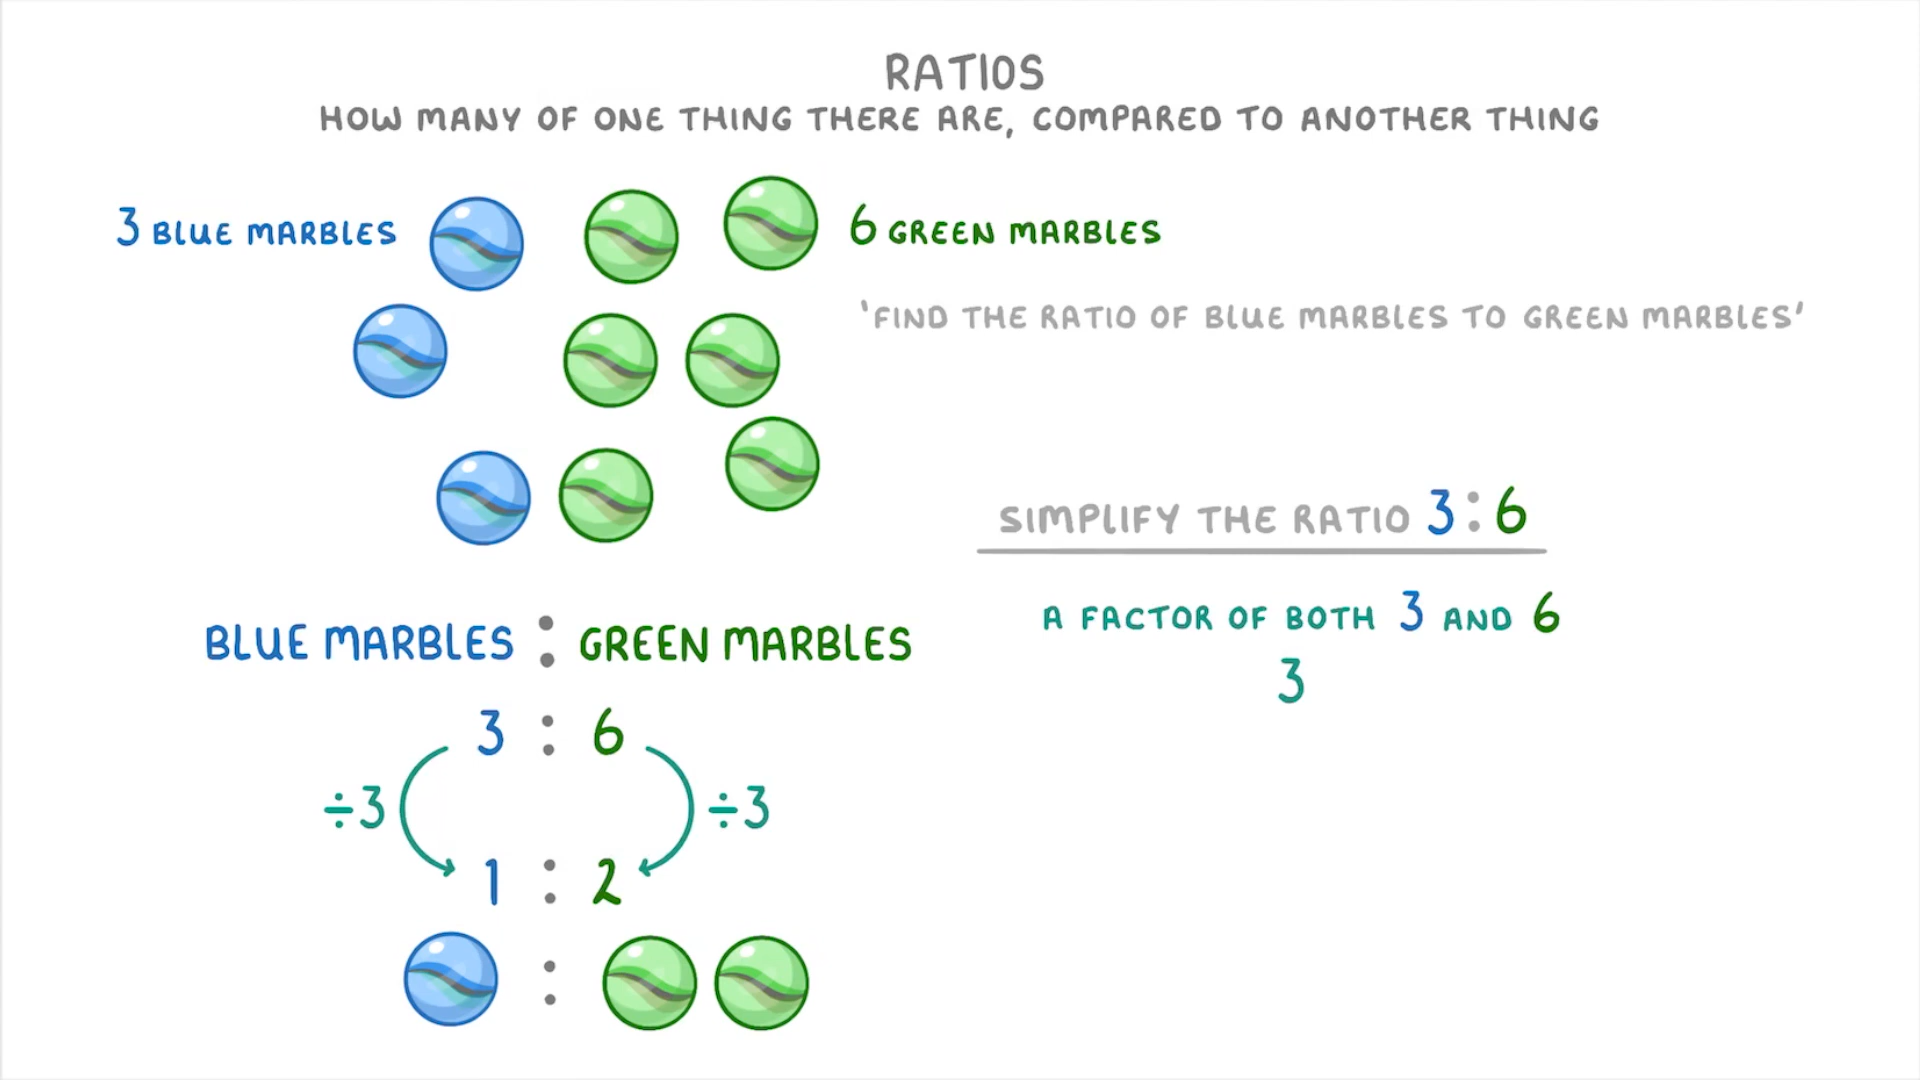 RATIOS
HOW MANY OF ONE THING THERE ARE, COMPARED TO ANOTHER THING
3 BLUE MARBLES
6 GREEN MARBLES
'FIND THE RATIO OF BLUE MARBLES TO GREEN MARBLES'
SIMPLIFY THE RATIO 3:6
A FACTOR OF BOTH 3 AND 6
3
BLUE MARBLES : GREEN MARBLES
3 : 6
÷3 ÷3
1 : 2
: